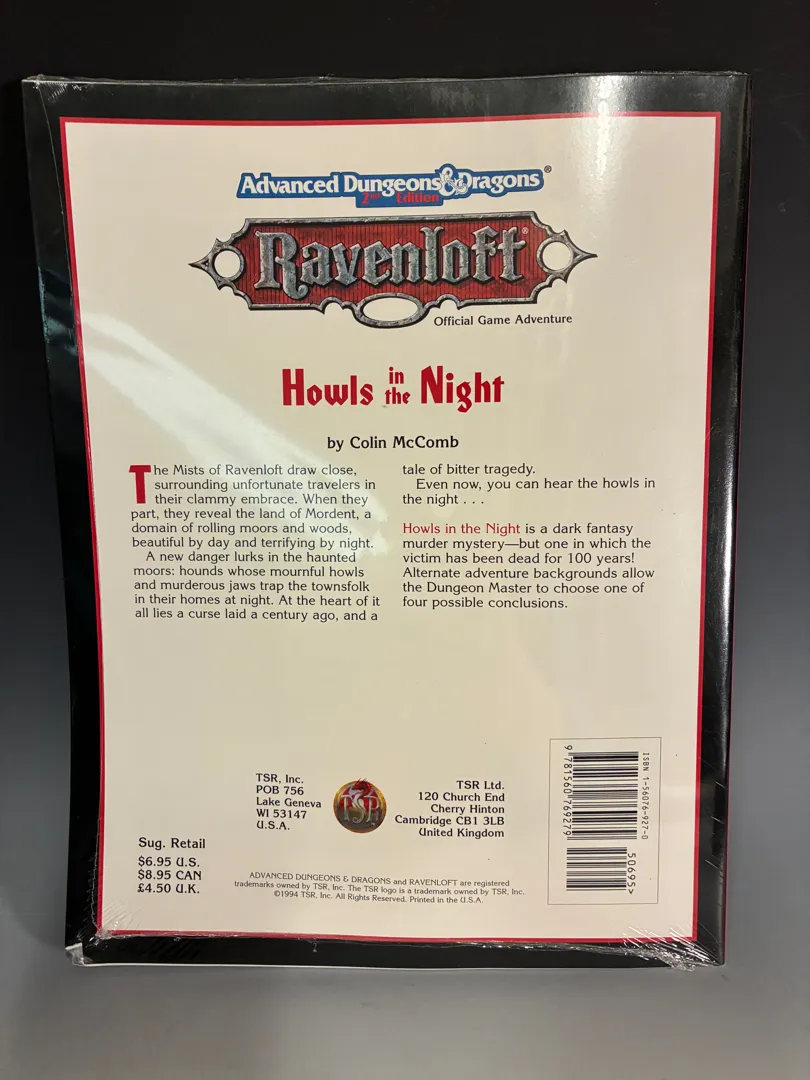 Advanced Dungeons & Dragons®
2nd Edition
Ravenloft®
Official Game Adventure
Howls in the Night
by Colin McComb
The Mists of Ravenloft draw close,
surrounding unfortunate travelers in
their clammy embrace. When they
part, they reveal the land of Mordent, a
domain of rolling moors and woods,
beautiful by day and terrifying by night.
A new danger lurks in the haunted
moors: hounds whose mournful howls
and murderous jaws trap the townsfolk
in their homes at night. At the heart of it
all lies a curse laid a century ago, and a
tale of bitter tragedy.
Even now, you can hear the howls in
the night . . .
Howls in the Night is a dark fantasy
murder mystery—but one in which the
victim has been dead for 100 years!
Alternate adventure backgrounds allow
the Dungeon Master to choose one of
four possible conclusions.
TSR, Inc.
POB 756
Lake Geneva
WI 53147
U.S.A.
TSR
TSR Ltd.
120 Church End
Cherry Hinton
Cambridge CB1 3LB
United Kingdom
Sug. Retail
$6.95 U.S.
$8.95 CAN
£4.50 U.K.
ADVANCED DUNGEONS & DRAGONS and RAVENLOFT are registered
trademarks owned by TSR, Inc. The TSR logo is a trademark owned by TSR, Inc.
©1994 TSR, Inc. All Rights Reserved. Printed in the U.S.A.
ISBN 1-56076-927-0
9 781560 769279
50695>